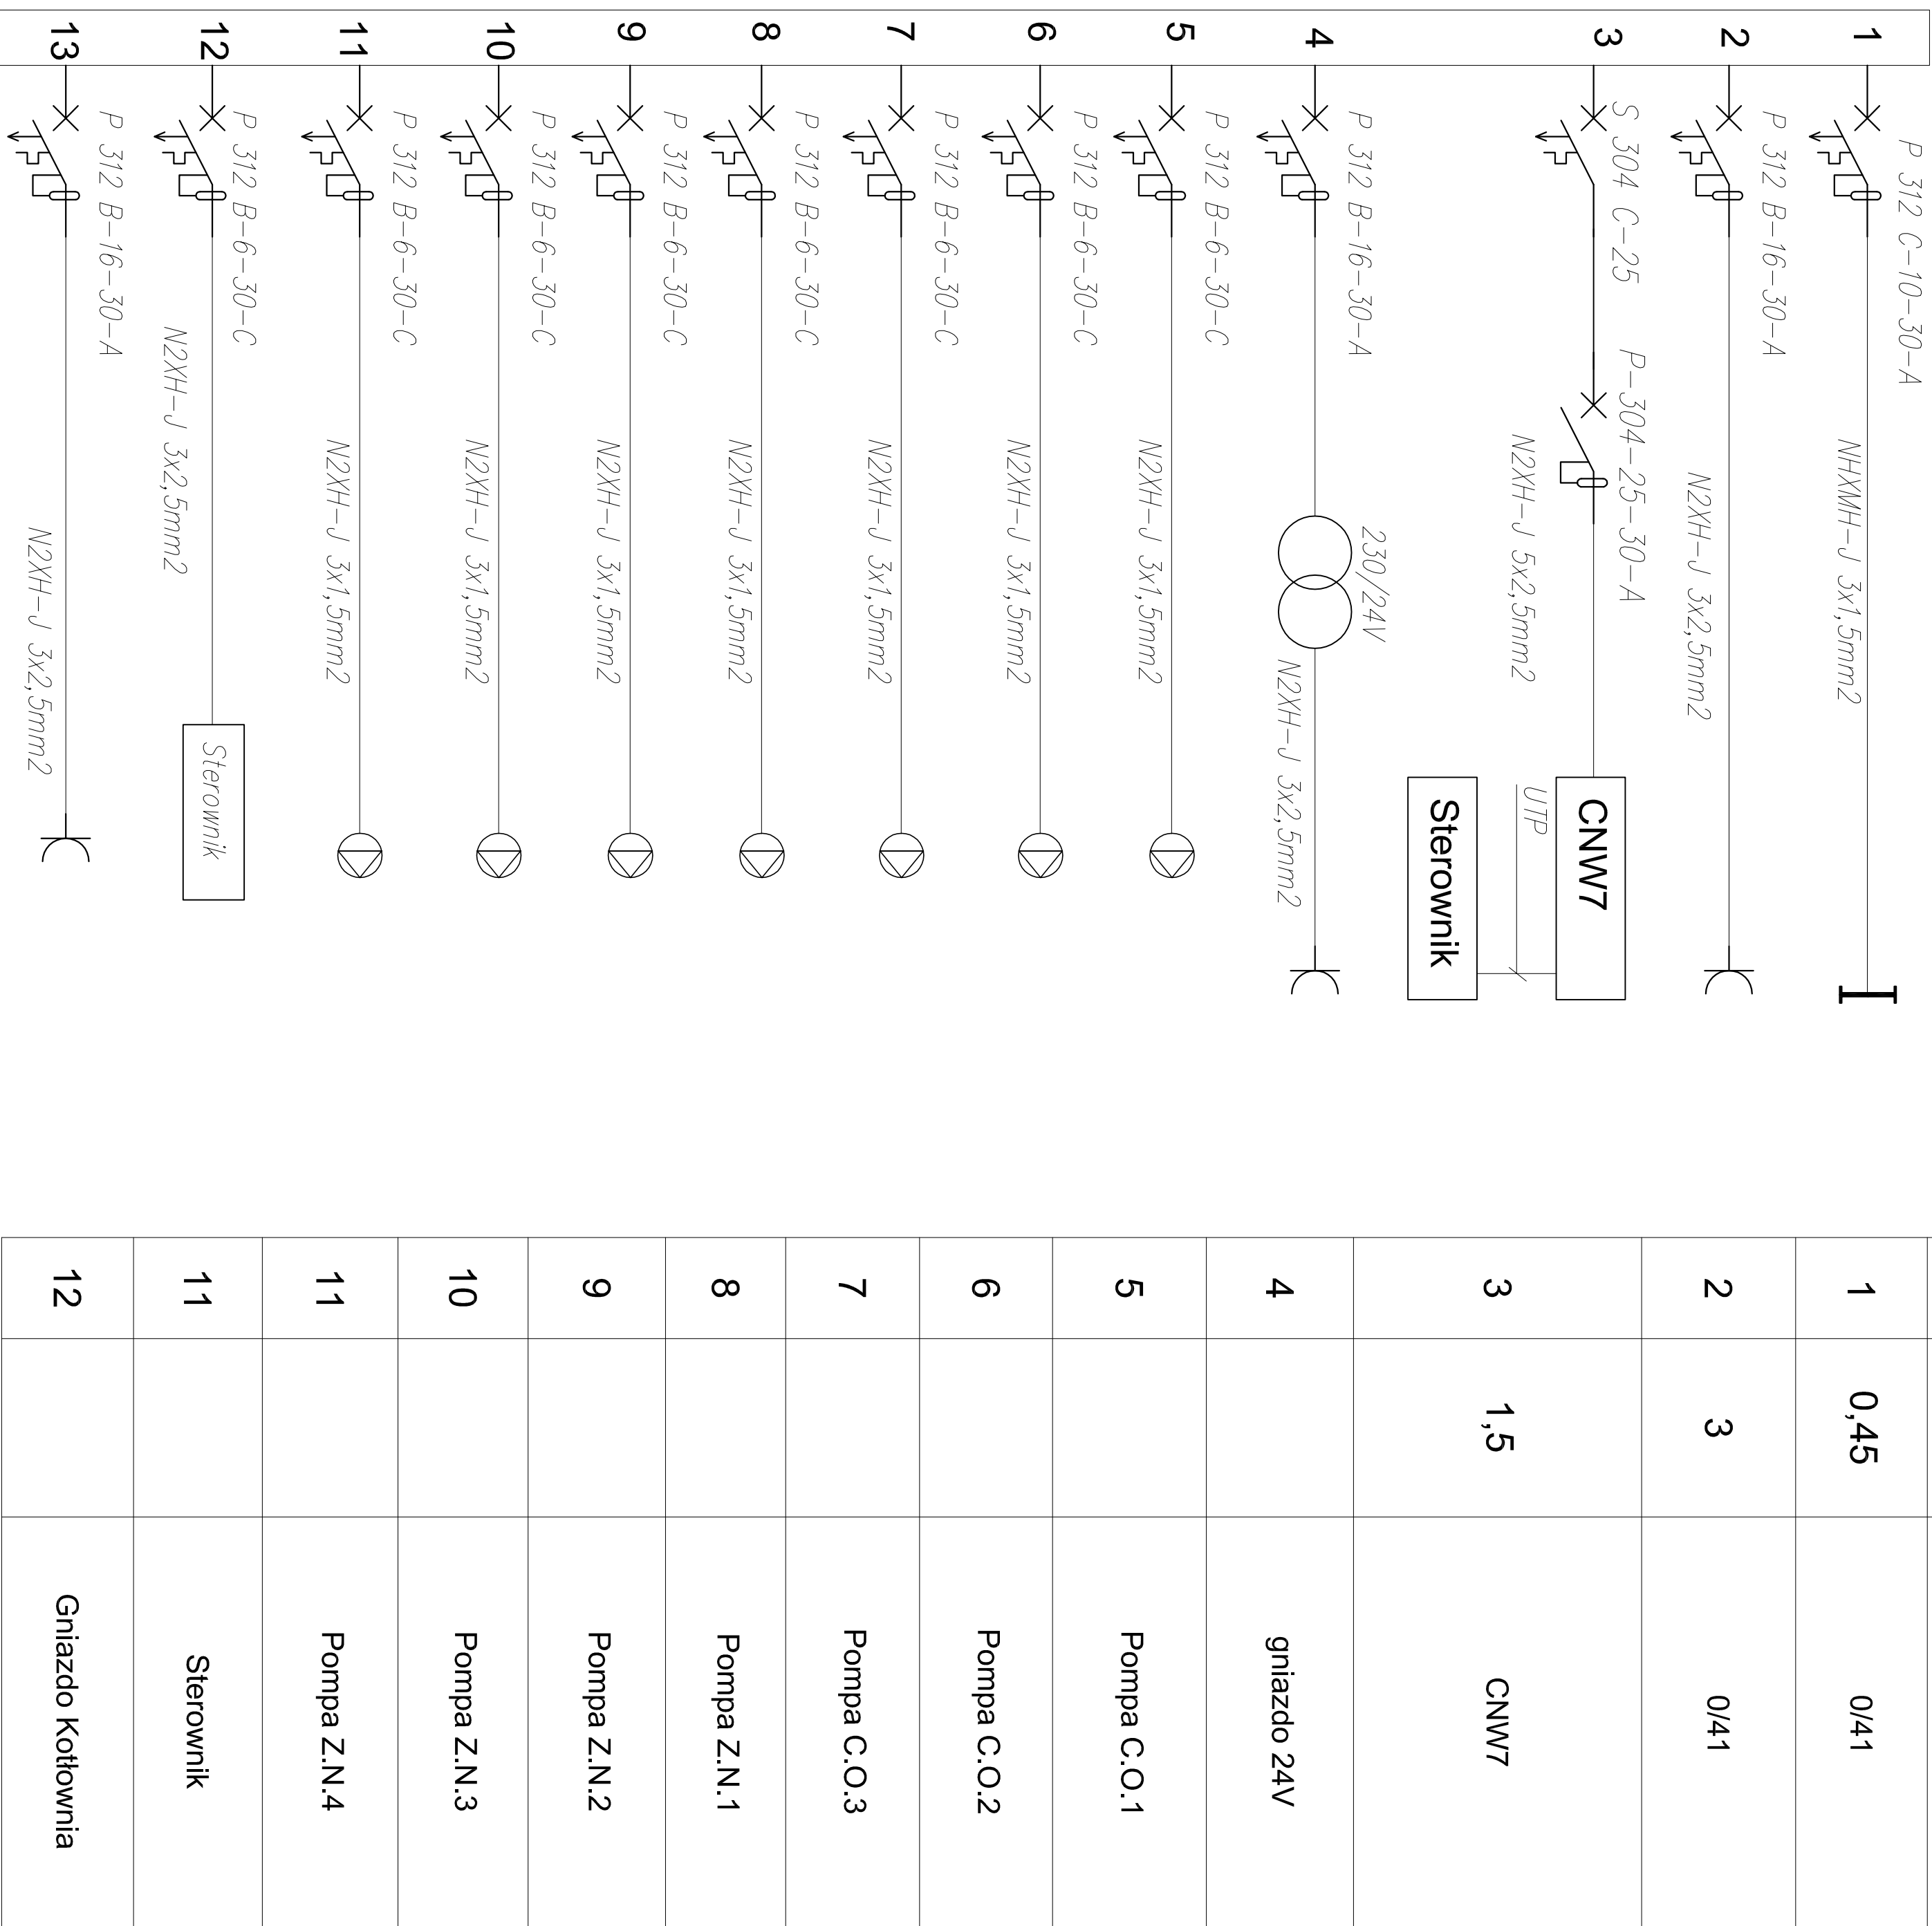 1
P 312 C-10-30-A
NHXMH-J 3x1,5mm2
2
P 312 B-16-30-A
N2XH-J 3x2,5mm2
3
S 304 C-25
P-304-25-30-A
N2XH-J 5x2,5mm2
CNW7
UTP
Sterownik
4
P 312 B-16-30-A
230/24V
N2XH-J 3x2,5mm2
5
P 312 B-6-30-C
N2XH-J 3x1,5mm2
6
P 312 B-6-30-C
N2XH-J 3x1,5mm2
7
P 312 B-6-30-C
N2XH-J 3x1,5mm2
8
P 312 B-6-30-C
N2XH-J 3x1,5mm2
9
P 312 B-6-30-C
N2XH-J 3x1,5mm2
10
P 312 B-6-30-C
N2XH-J 3x1,5mm2
11
P 312 B-6-30-C
N2XH-J 3x1,5mm2
12
P 312 B-6-30-C
N2XH-J 3x2,5mm2
Sterownik
13
P 312 B-16-30-A
N2XH-J 3x2,5mm2
1 0,45 0/41
2 3 0/41
3 1,5 CNW7
4 gniazdo 24V
5 Pompa C.O.1
6 Pompa C.O.2
7 Pompa C.O.3
8 Pompa Z.N.1
9 Pompa Z.N.2
10 Pompa Z.N.3
11 Pompa Z.N.4
11 Sterownik
12 Gniazdo Kotłownia